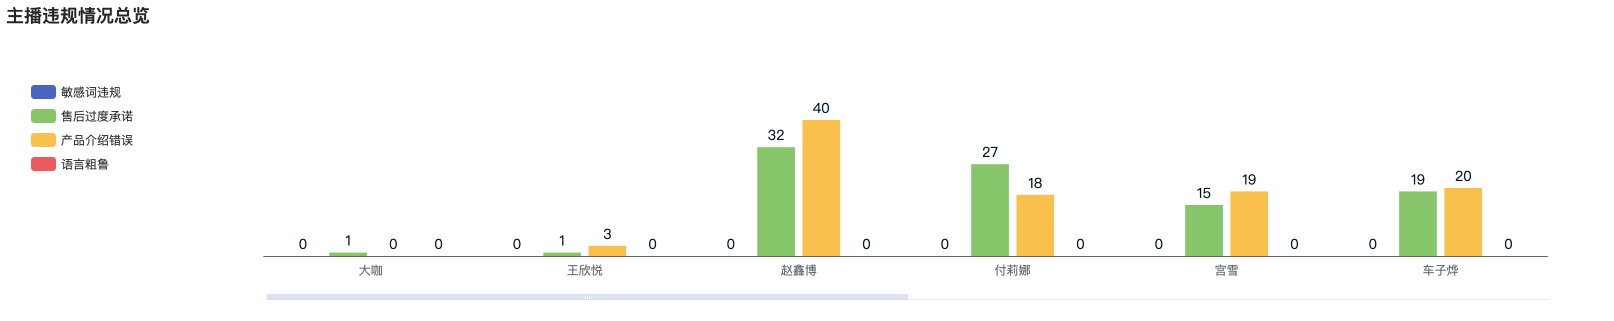 主播违规情况总览
敏感词违规
售后过度承诺
产品介绍错误
语言粗鲁
0 1 0 0 0 1 3 0 0 32 40 0 0 27 18 0 0 15 19 0 0 19 20 0
大咖 王欣悦 赵鑫博 付莉娜 宫雪 车子烨